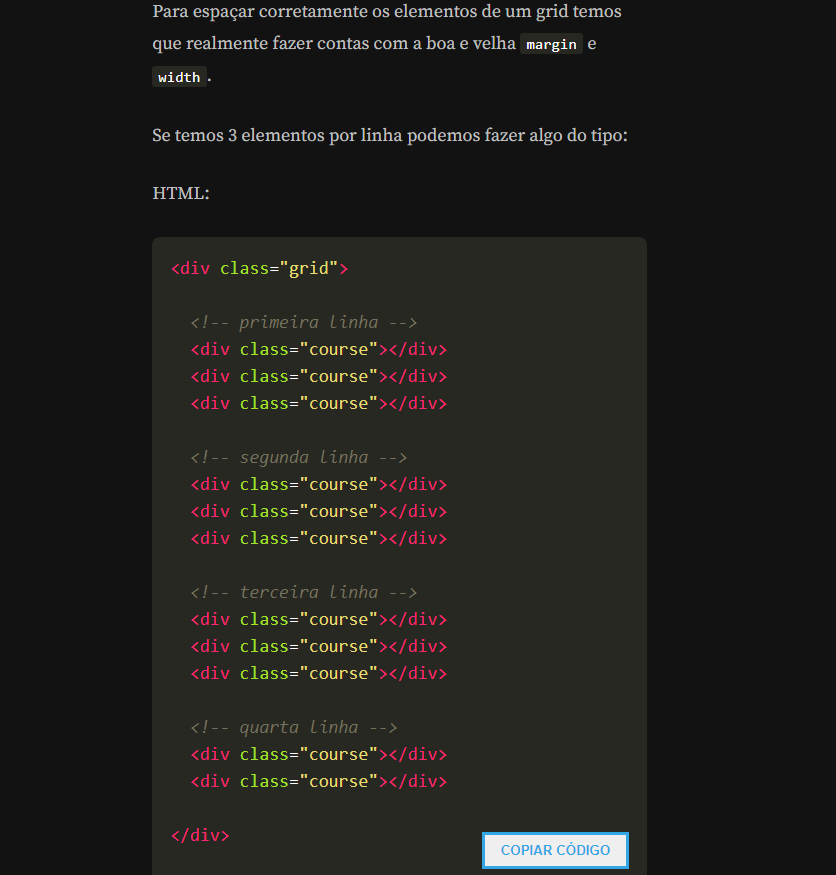 Para espaçar corretamente os elementos de um grid temos
que realmente fazer contas com a boa e velha margin e
width.
Se temos 3 elementos por linha podemos fazer algo do tipo:
HTML:
<div class="grid">
<!-- primeira linha -->
<div class="course"></div>
<div class="course"></div>
<div class="course"></div>
<!-- segunda linha -->
<div class="course"></div>
<div class="course"></div>
<div class="course"></div>
<!-- terceira linha -->
<div class="course"></div>
<div class="course"></div>
<div class="course"></div>
<!-- quarta linha -->
<div class="course"></div>
<div class="course"></div>
</div>
COPIAR CÓDIGO